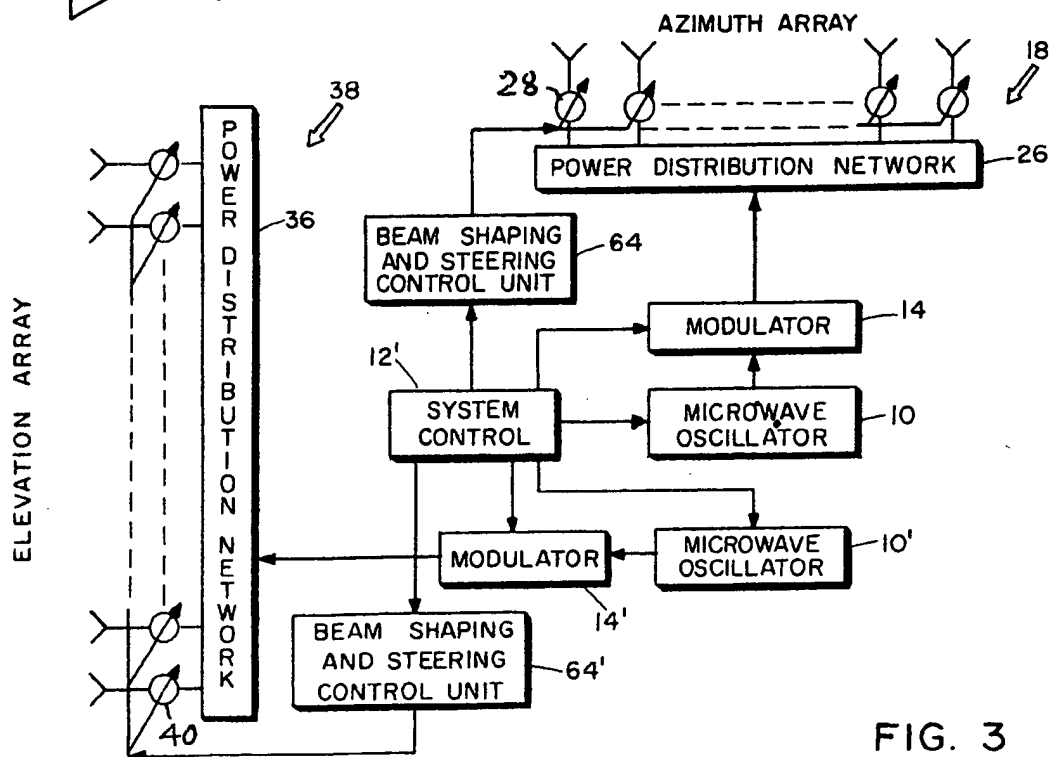 AZIMUTH ARRAY
18
28
38
POWER DISTRIBUTION NETWORK
26
POWER DISTRIBUTION NETWORK
36
BEAM SHAPING
AND STEERING
CONTROL UNIT
64
MODULATOR
14
12'
SYSTEM
CONTROL
MICROWAVE
OSCILLATOR
10
ELEVATION ARRAY
MODULATOR
14'
MICROWAVE
OSCILLATOR
10'
BEAM SHAPING
AND STEERING
CONTROL UNIT
64'
40
FIG. 3